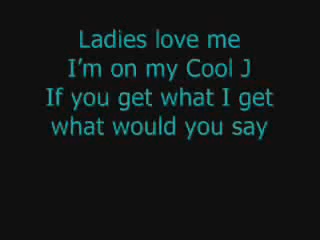 Ladies love me
I'm on my Cool J
If you get what I get
what would you say